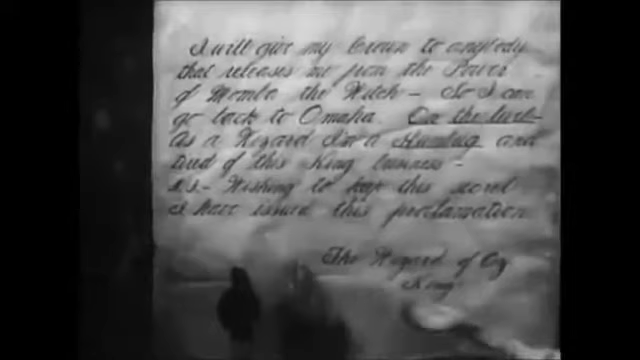 I will give my Crown to anybody
that releases me from the Power
of Momba the Witch - So I can
go back to Omaha. On the level
as a Wizard I'm a Humbug and
tired of this King business -
P.S. - Wishing to keep this secret
I have issued this proclamation
The Wizard of Oz
King